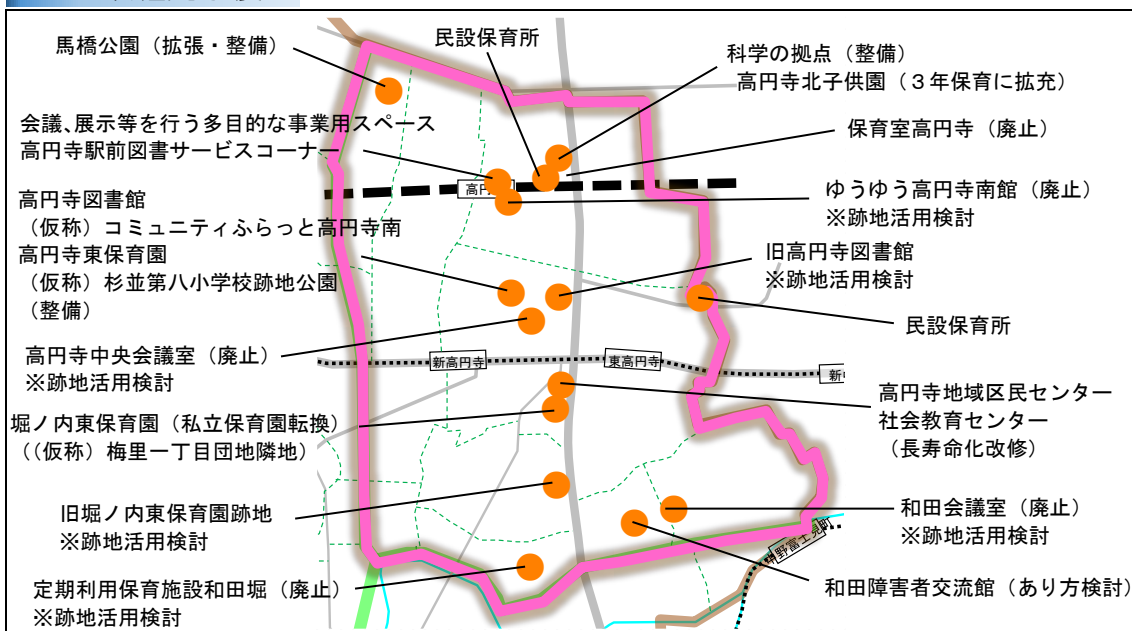 馬橋公園（拡張・整備）
民設保育所
科学の拠点（整備）
高円寺北子供園（３年保育に拡充）
会議、展示等を行う多目的な事業用スペース
高円寺駅前図書サービスコーナー
保育室高円寺（廃止）
高円
ゆうゆう高円寺南館（廃止）
※跡地活用検討
高円寺図書館
（仮称）コミュニティふらっと高円寺南
高円寺東保育園
（仮称）杉並第八小学校跡地公園
（整備）
旧高円寺図書館
※跡地活用検討
民設保育所
高円寺中央会議室（廃止）
※跡地活用検討
新高円寺
東高円寺
新
高円寺地域区民センター
社会教育センター
（長寿命化改修）
堀ノ内東保育園（私立保育園転換）
（（仮称）梅里一丁目団地隣地）
旧堀ノ内東保育園跡地
※跡地活用検討
和田会議室（廃止）
※跡地活用検討
野富士見町
和田障害者交流館（あり方検討）
定期利用保育施設和田堀（廃止）
※跡地活用検討